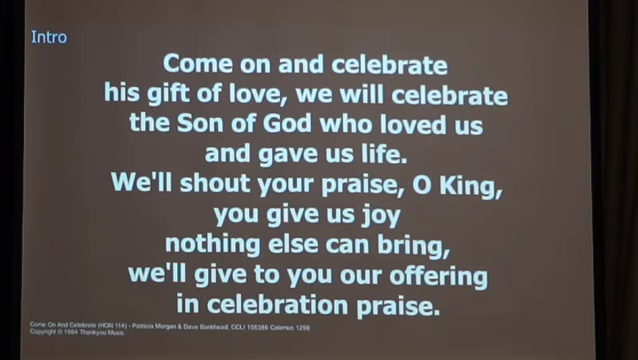 Intro
Come on and celebrate
his gift of love, we will celebrate
the Son of God who loved us
and gave us life.
We'll shout your praise, O King,
you give us joy
nothing else can bring,
we'll give to you our offering
in celebration praise.
Come On And Celebrate (HON 114) - Patricia Morgan & Dave Bankhead, CCLI 158386 Calamus 1298
Copyright © 1984 Thankyou Music